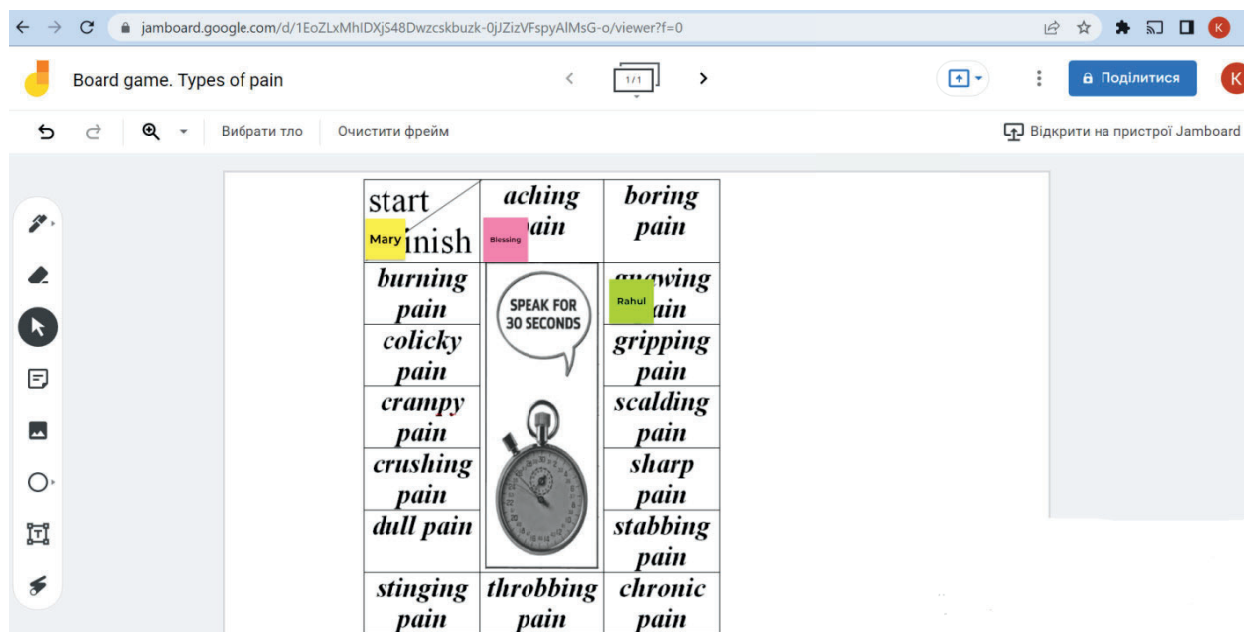 jamboard.google.com/d/1EoZLxMhIDXjS48Dwzcskbuzk-0jJZizVFspyAlMsG-o/viewer?f=0
K
Board game. Types of pain
1/1
Поділитися
K
Вибрати тло
Очистити фрейм
Відкрити на пристрої Jamboard
start
Mary inish
aching
Blessing ain
boring
pain
burning
pain
SPEAK FOR
30 SECONDS
gnawing
Rahul ain
colicky
pain
gripping
pain
crampy
pain
scalding
pain
crushing
pain
sharp
pain
dull pain
stabbing
pain
stinging
pain
throbbing
pain
chronic
pain